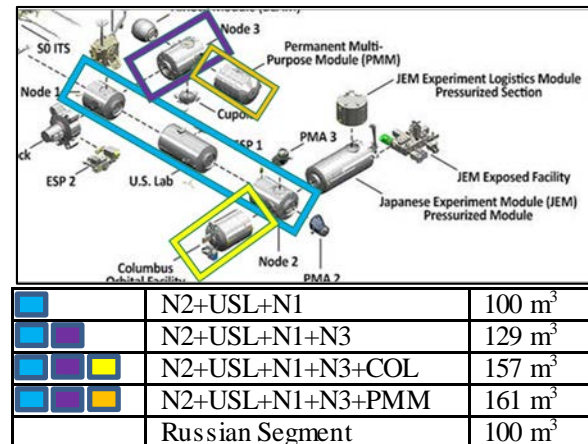 Node 3
S0 ITS
Permanent Multi-
Purpose Module (PMM)
JEM Experiment Logistics Module
Pressurized Section
Node 1
PMA 3
ESP 2
U.S. Lab
JEM Exposed Facility
Japanese Experiment Module (JEM)
Pressurized Module
Columbus
Node 2
PMA 2
N2+USL+N1 100 m³
N2+USL+N1+N3 129 m³
N2+USL+N1+N3+COL 157 m³
N2+USL+N1+N3+PMM 161 m³
Russian Segment 100 m³